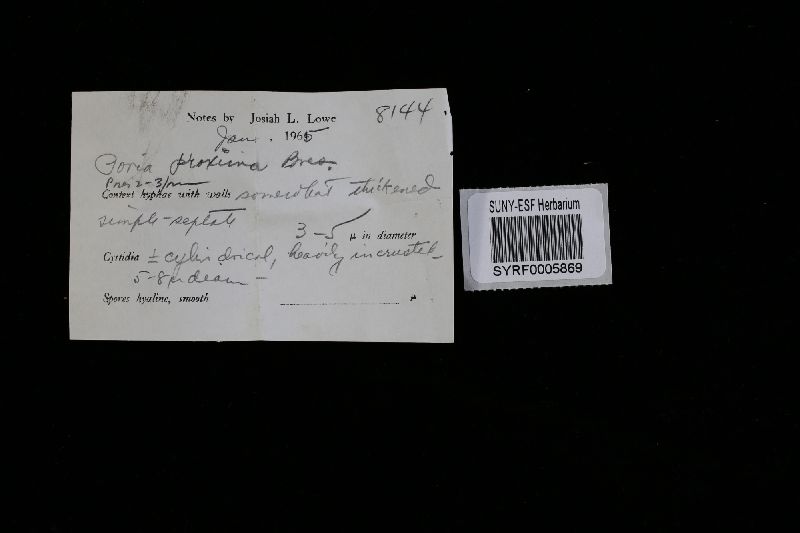 8144
Notes by Josiah L. Lowe
Jan. 1965
Poria proxima Bres.
Pores 2-3/mm
Context hyphae with walls somewhat thickened
simple-septate
3-5 µ in diameter
Cystidia ± cylindrical, heavily incrusted
5-8µ diam
Spores hyaline, smooth µ
SUNY-ESF Herbarium
SYRF0005869